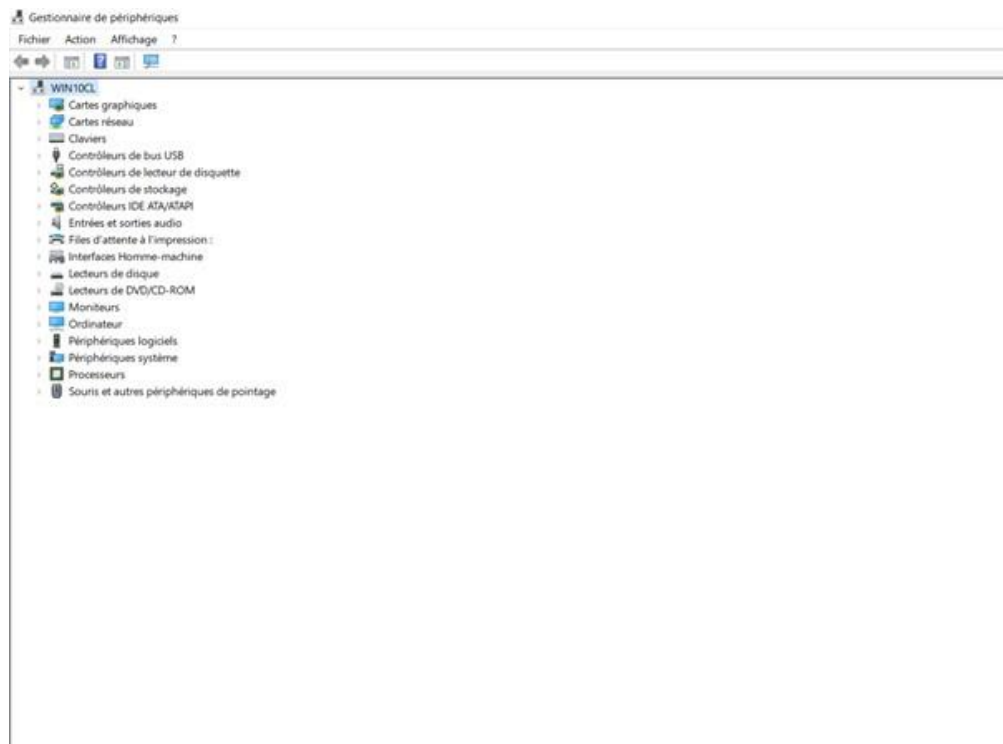 Gestionnaire de périphériques
Fichier Action Affichage ?
WIN10CL
Cartes graphiques
Cartes réseau
Claviers
Contrôleurs de bus USB
Contrôleurs de lecteur de disquette
Contrôleurs de stockage
Contrôleurs IDE ATA/ATAPI
Entrées et sorties audio
Files d'attente à l'impression :
Interfaces Homme-machine
Lecteurs de disque
Lecteurs de DVD/CD-ROM
Moniteurs
Ordinateur
Périphériques logiciels
Périphériques système
Processeurs
Souris et autres périphériques de pointage